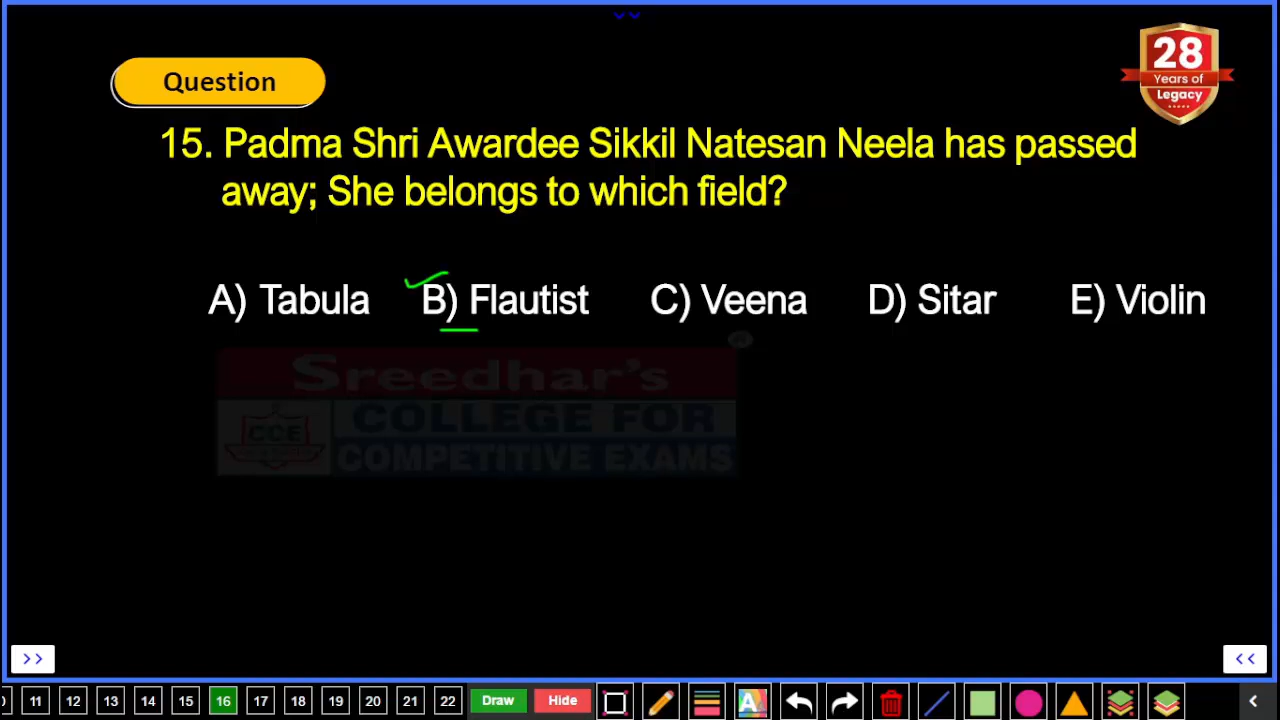 28
Years of
Legacy
Question
15. Padma Shri Awardee Sikkil Natesan Neela has passed
away; She belongs to which field?
A) Tabula B) Flautist C) Veena D) Sitar E) Violin
Sreedhar's
CCE
COLLEGE FOR
COMPETITIVE EXAMS
>> <<
11 12 13 14 15 16 17 18 19 20 21 22 Draw Hide A <